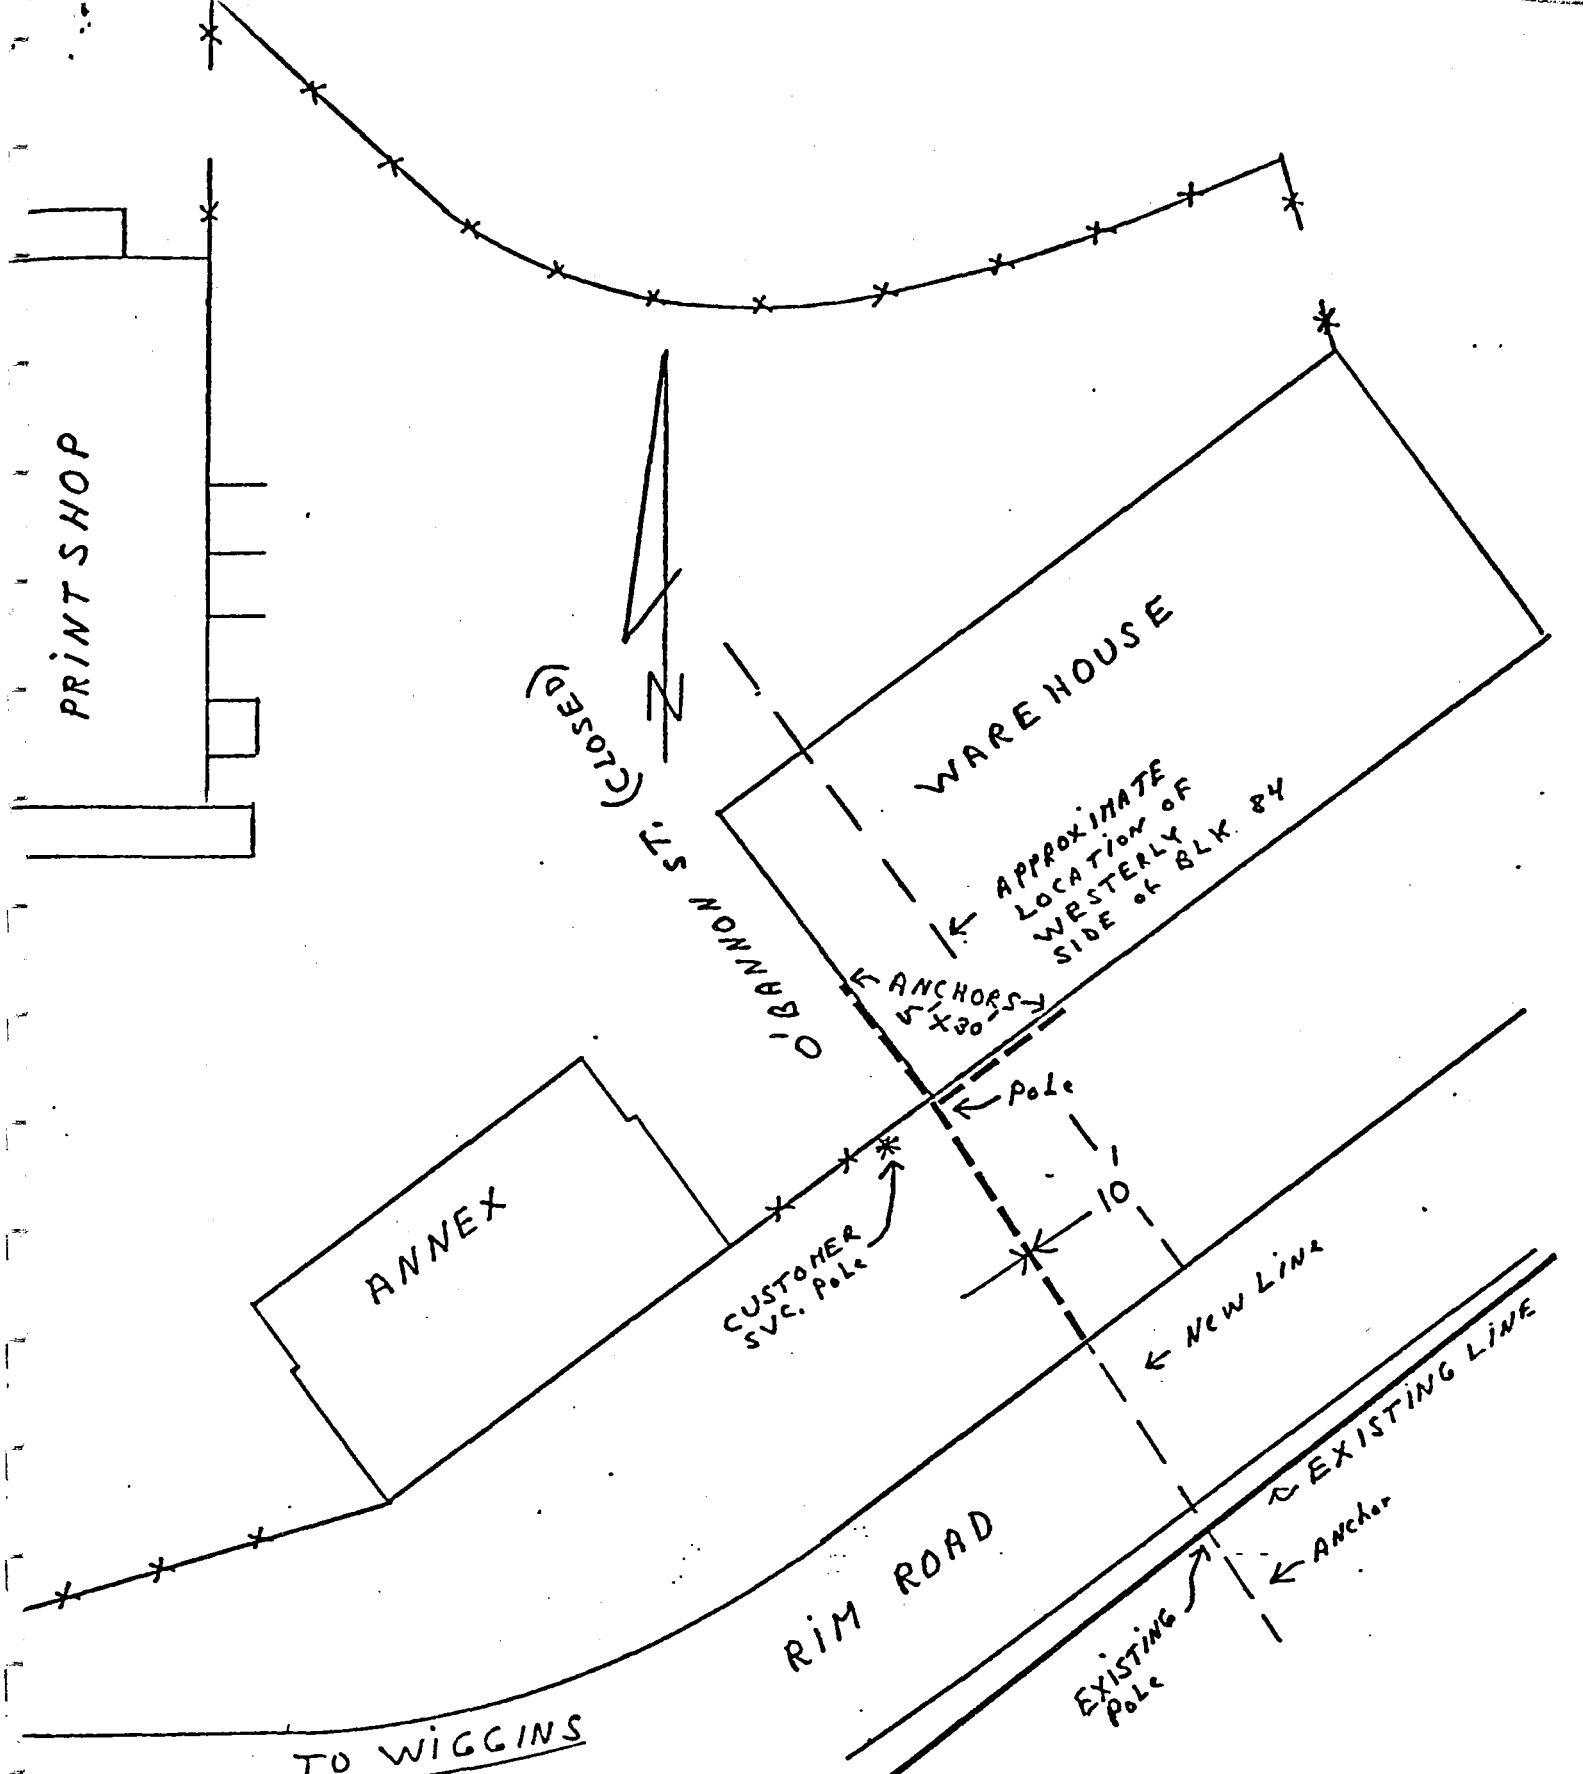 PRINTSHOP
N
O'BANNON ST. (CLOSED)
WAREHOUSE
APPROXIMATE
LOCATION OF
WESTERLY
SIDE OF BLK. 84
ANCHORS
5'X30'
POLE
10'
ANNEX
CUSTOMER
SVC. POLE
NEW LINE
EXISTING LINE
ANCHOR
EXISTING
POLE
RIM ROAD
TO WIGGINS